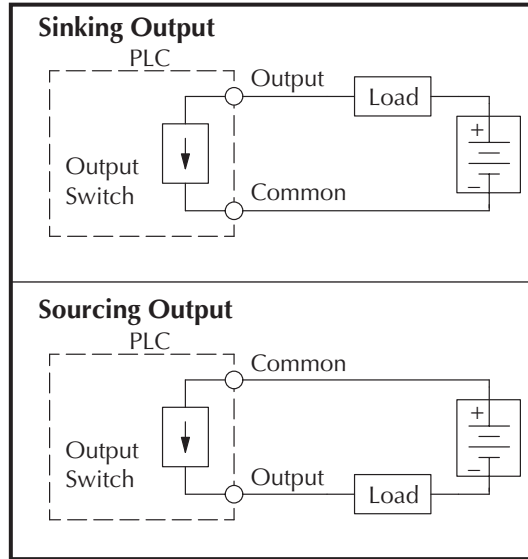 Sinking Output
PLC
Output
Load
+
Output
Switch
Common
–
Sourcing Output
PLC
Common
+
Output
Switch
Output
Load
–